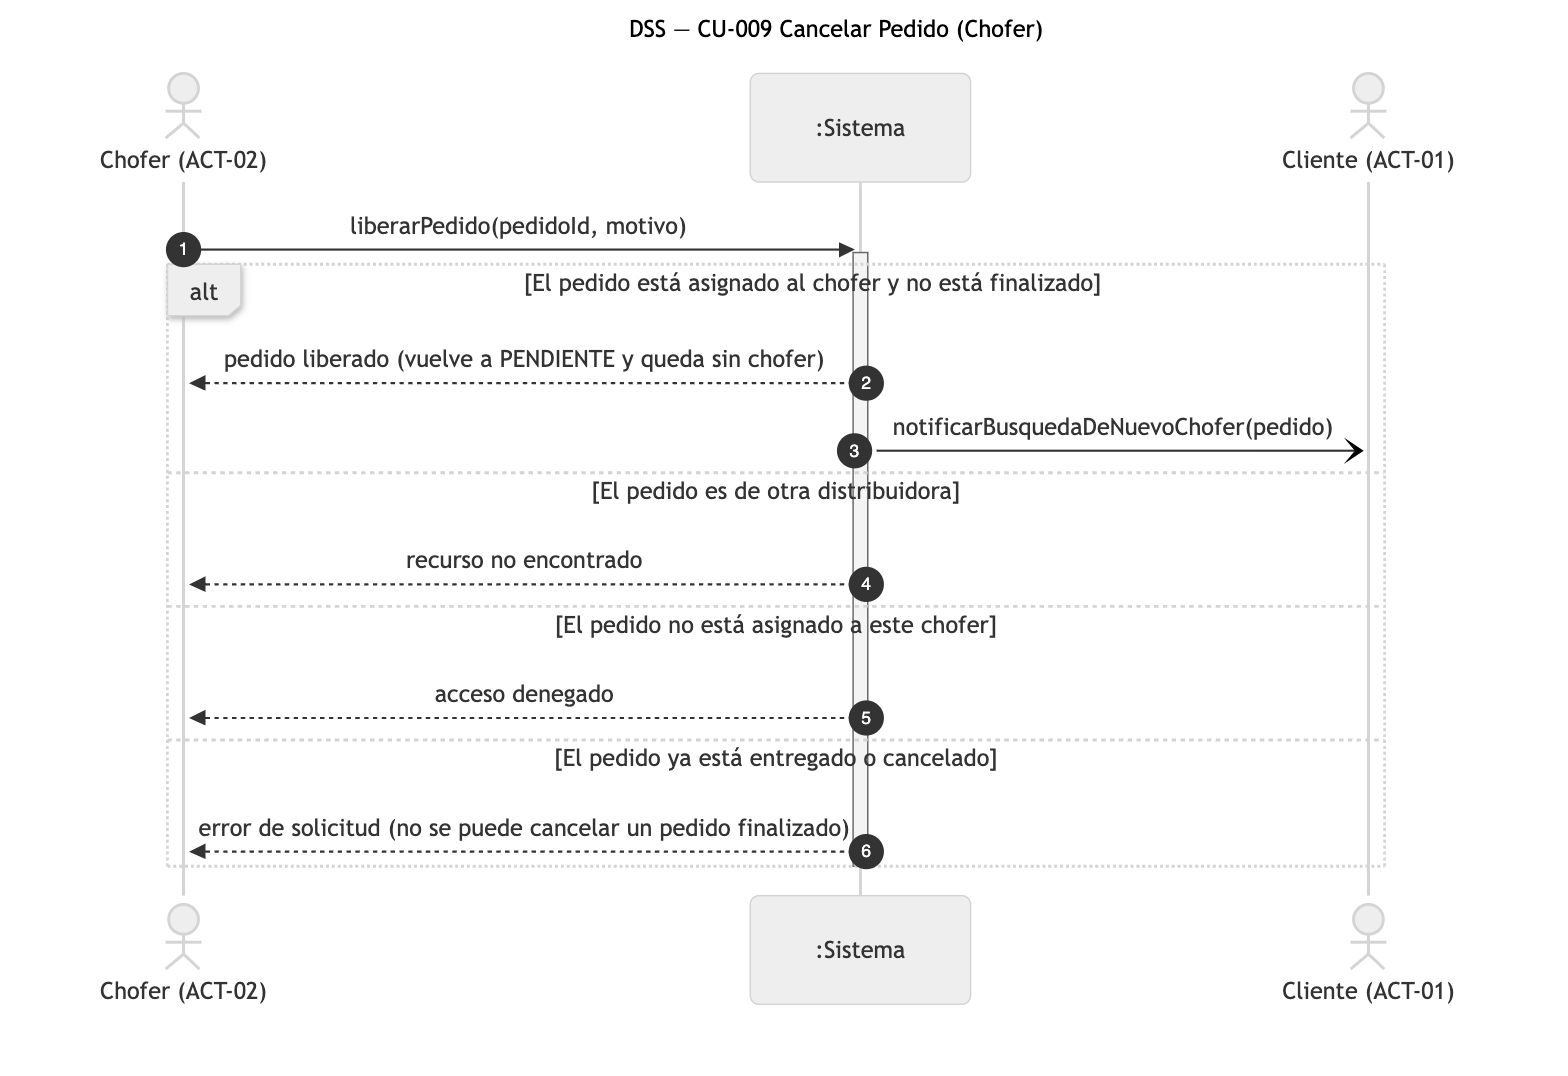 DSS — CU-009 Cancelar Pedido (Chofer)
:Sistema
Chofer (ACT-02)
Cliente (ACT-01)
liberarPedido(pedidoId, motivo)
1
alt
[El pedido está asignado al chofer y no está finalizado]
pedido liberado (vuelve a PENDIENTE y queda sin chofer)
2
notificarBusquedaDeNuevoChofer(pedido)
3
[El pedido es de otra distribuidora]
recurso no encontrado
4
[El pedido no está asignado a este chofer]
acceso denegado
5
[El pedido ya está entregado o cancelado]
error de solicitud (no se puede cancelar un pedido finalizado)
6
:Sistema
Chofer (ACT-02)
Cliente (ACT-01)